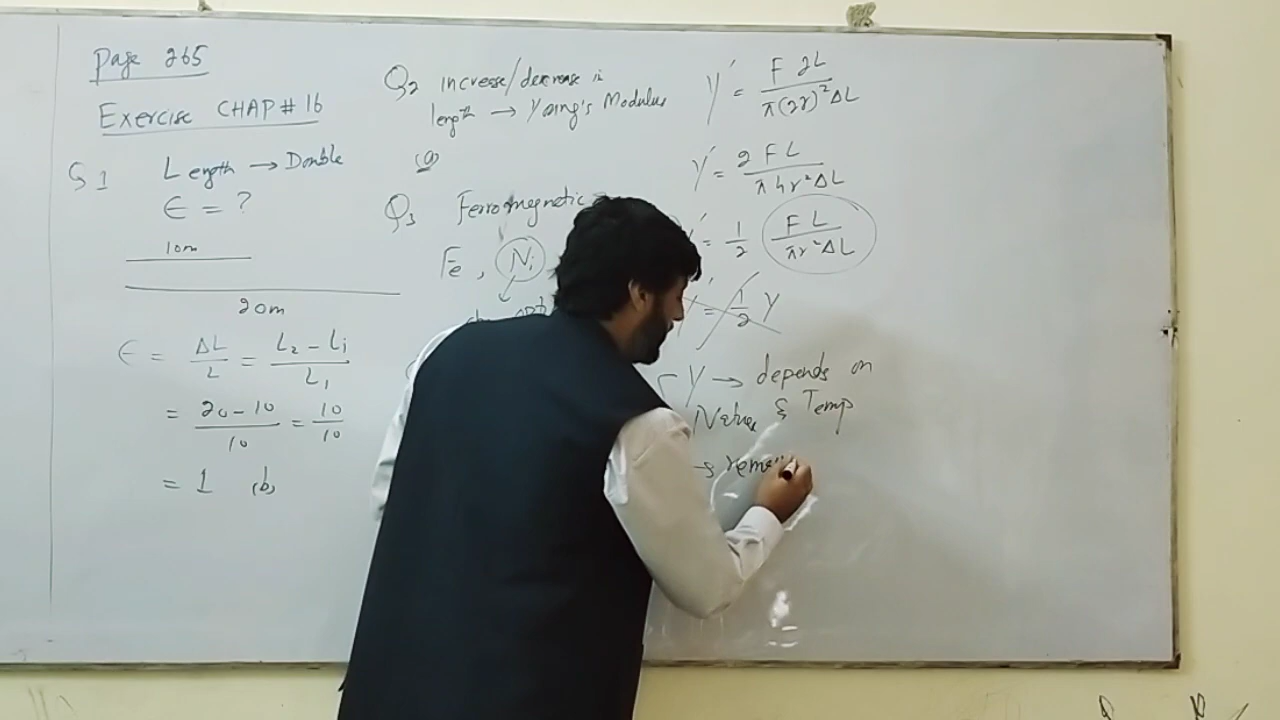 Page 265
Exercise CHAP # 16
Q 1 Length → Double
ϵ = ?
10m
20m
ϵ = ΔL/L = (L₂ - L₁)/L₁
= (20 - 10)/10 = 10/10
= 1 (b)
Q2 increase/decrease in
length → Young's Modulus
(a)
Q3 Ferromagnetic
Fe , Ni
Y' = F 2L / π(2r)² ΔL
Y' = 2 F L / π 4r² ΔL
Y' = 1/2 F L / πr² ΔL
Y' = 1/2 Y
Y → depends on
Nature & Temp
→ remai